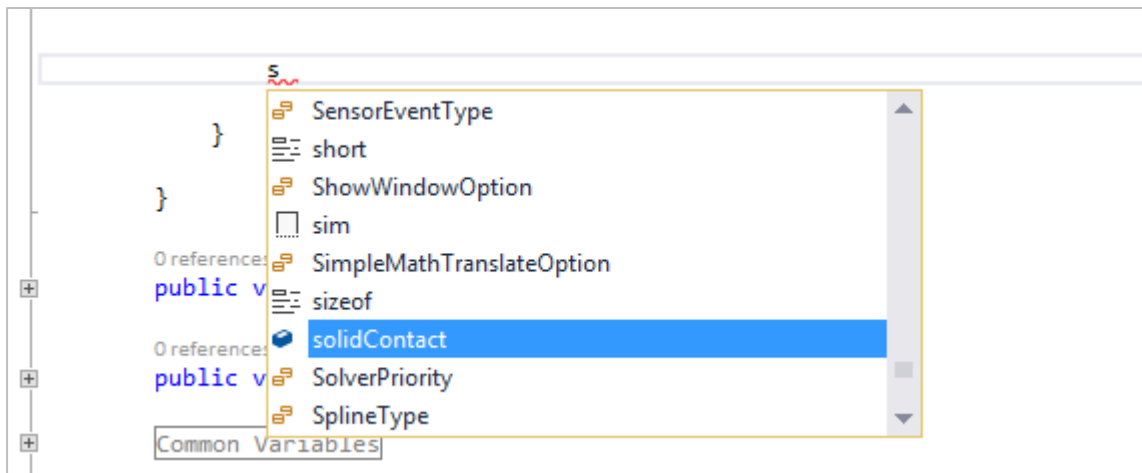 s
SensorEventType
}
short
ShowWindowOption
}
sim
0 references
SimpleMathTranslateOption
public v
sizeof
solidContact
0 references
public v
SolverPriority
SplineType
Common Variables